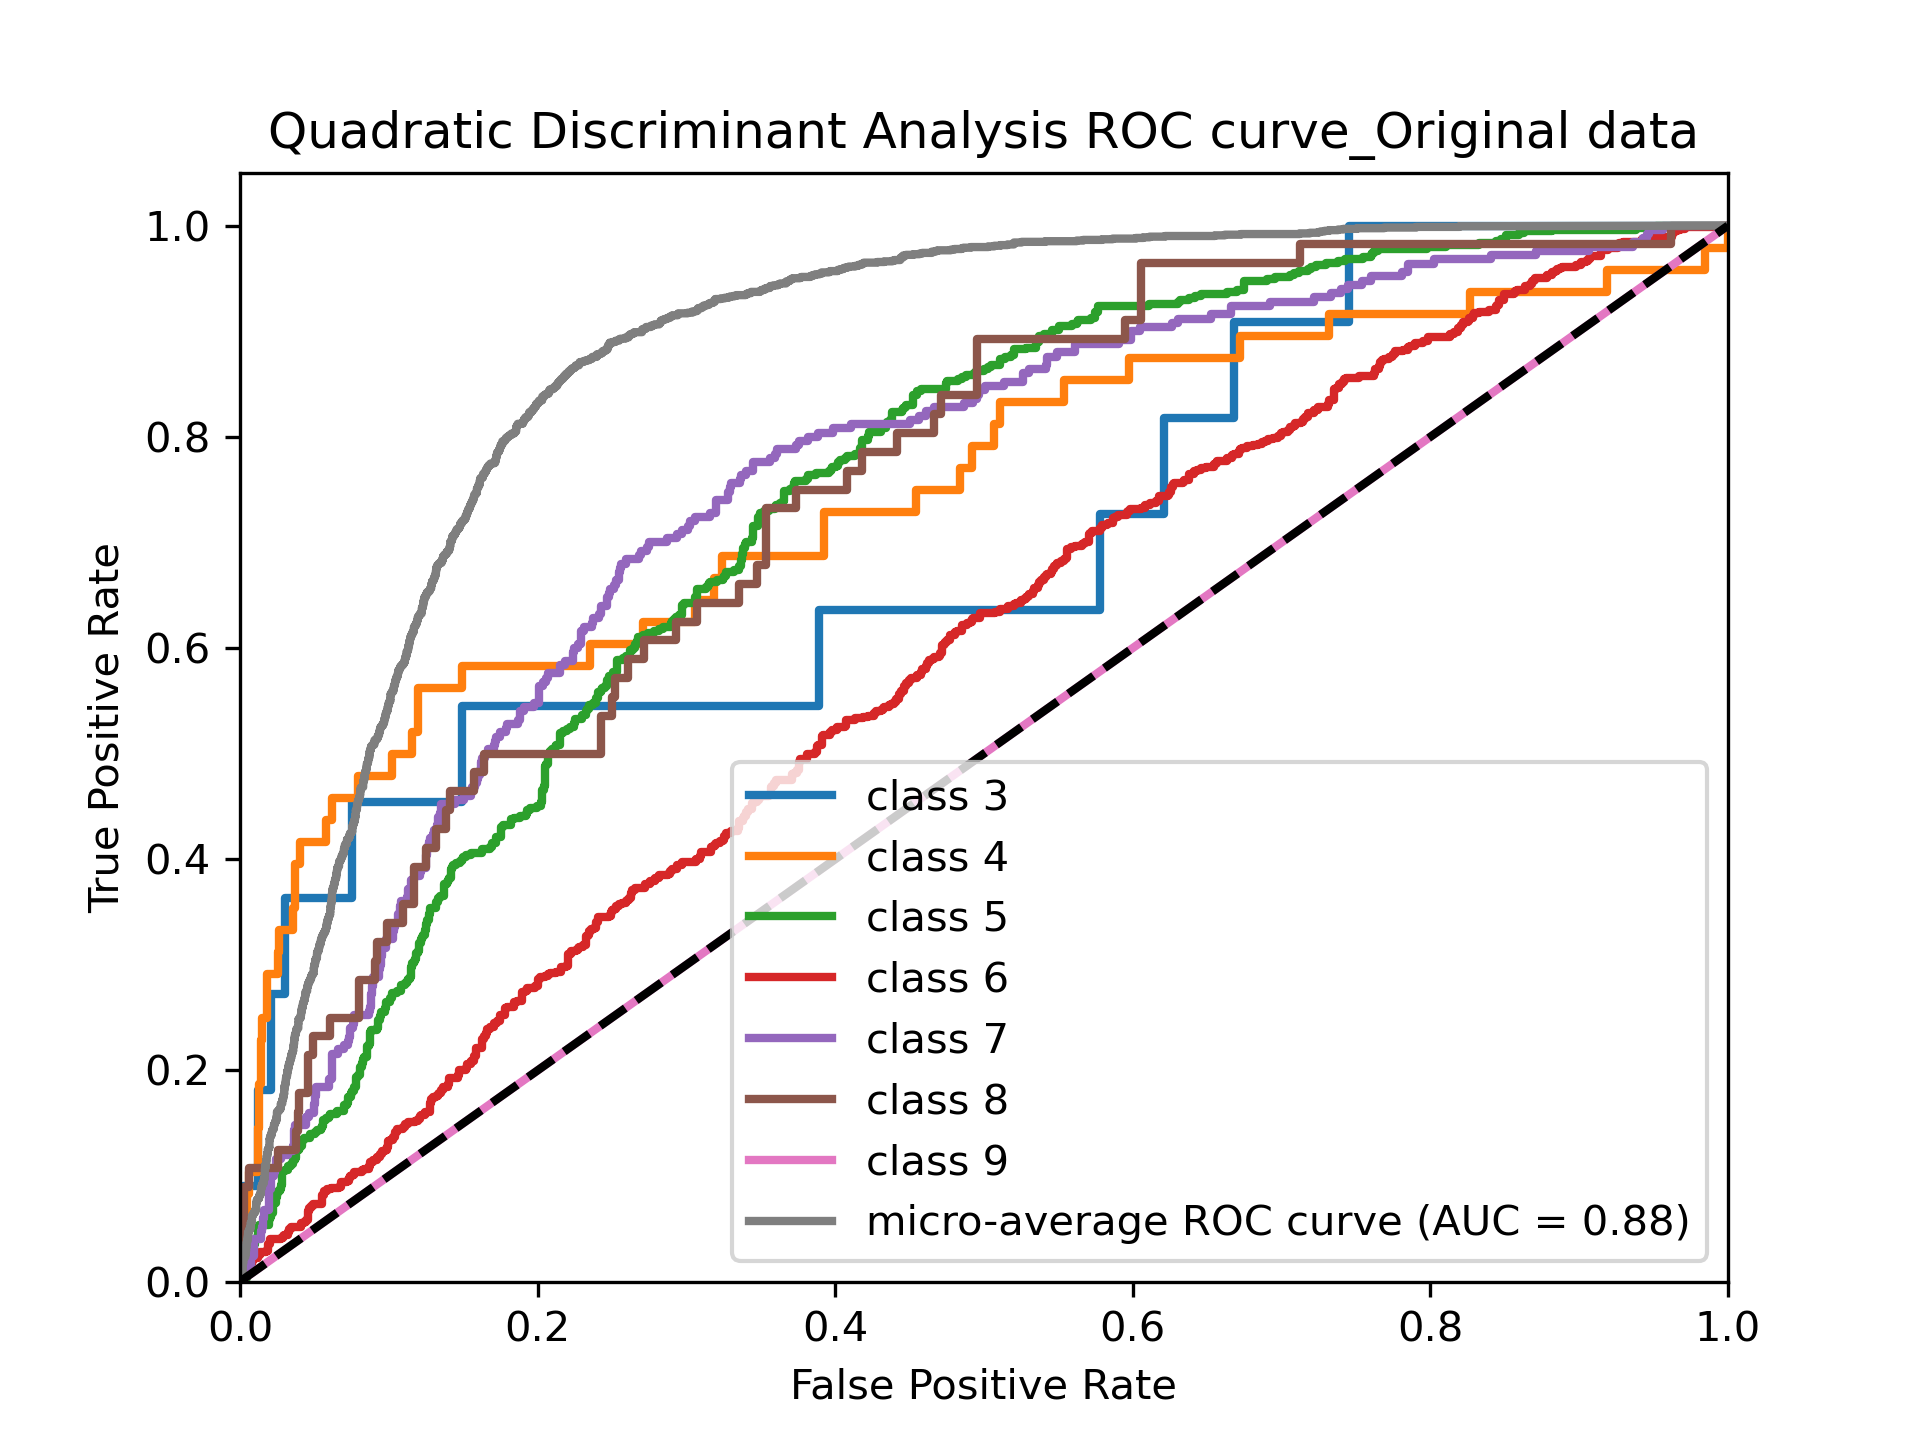 Quadratic Discriminant Analysis ROC curve_Original data
1.0
0.8
0.6
0.4
0.2
0.0
True Positive Rate
class 3
class 4
class 5
class 6
class 7
class 8
class 9
micro-average ROC curve (AUC = 0.88)
0.0 0.2 0.4 0.6 0.8 1.0
False Positive Rate